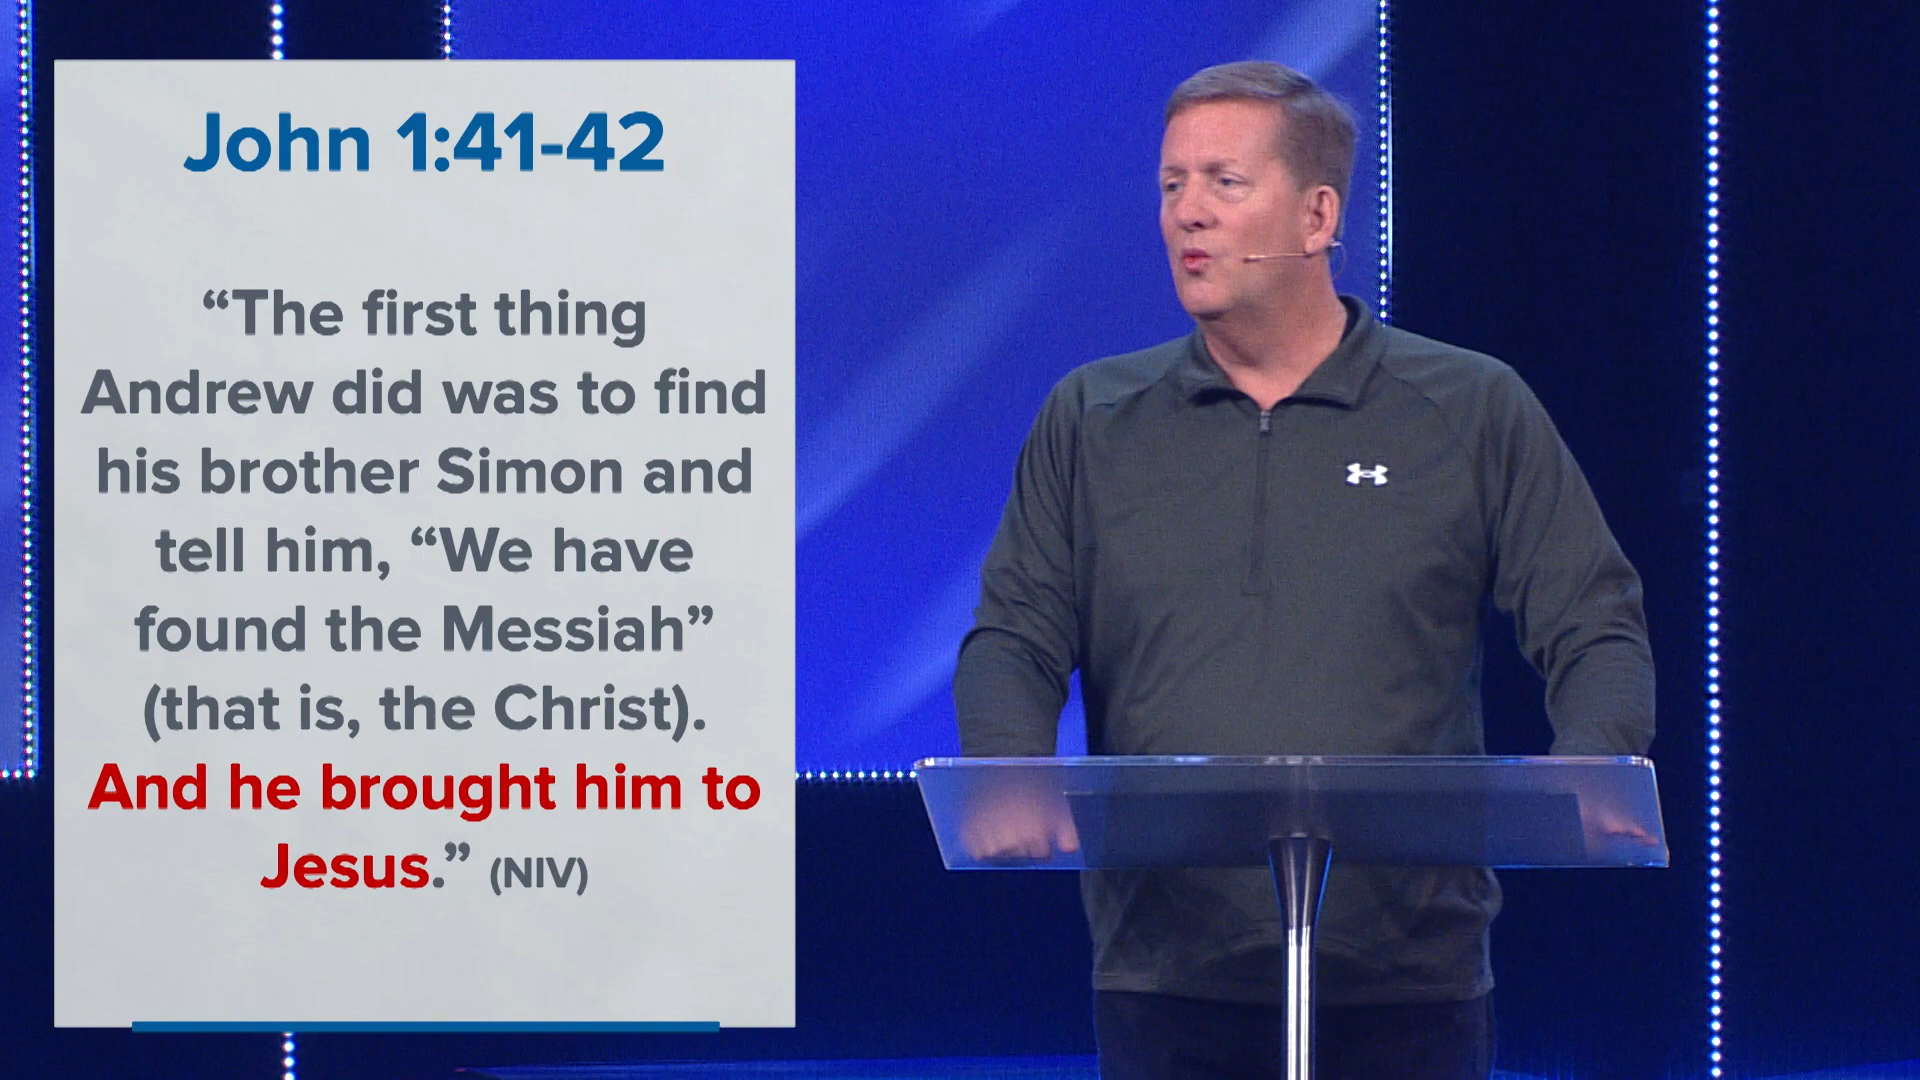 John 1:41-42
“The first thing
Andrew did was to find
his brother Simon and
tell him, “We have
found the Messiah”
(that is, the Christ).
And he brought him to
Jesus.” (NIV)